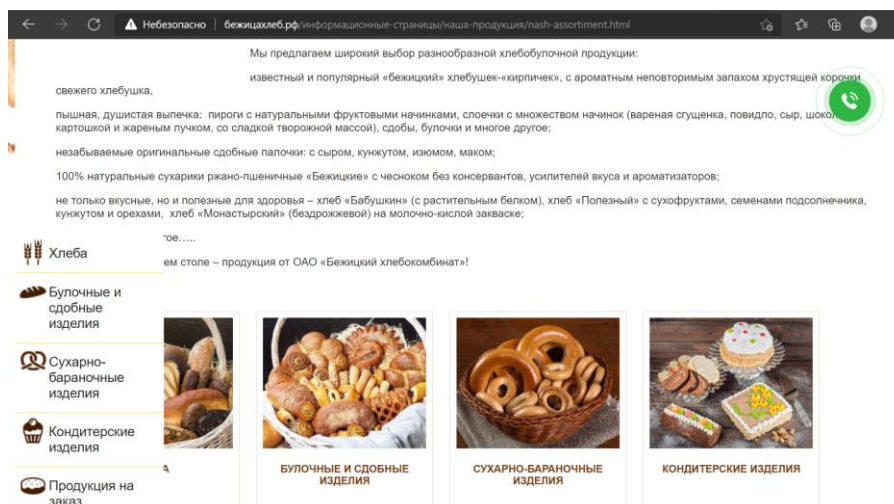 Небезопасно | бежицахлеб.рф/информационные-страницы/наша-продукция/nash-assortiment.html
Мы предлагаем широкий выбор разнообразной хлебобулочной продукции:
известный и популярный «бежицкий» хлебушек-«кирпичек», с ароматным неповторимым запахом хрустящей корочки
свежего хлебушка,
пышная, душистая выпечка: пироги с натуральными фруктовыми начинками, слоечки с множеством начинок (вареная сгущенка, повидло, сыр,
картошкой и жареным лучком, со сладкой творожной массой), сдобы, булочки и многое другое;
незабываемые оригинальные сдобные палочки: с сыром, кунжутом, изюмом, маком;
100% натуральные сухарики ржано-пшеничные «Бежицкие» с чесноком без консервантов, усилителей вкуса и ароматизаторов;
не только вкусные, но и полезные для здоровья – хлеб «Бабушкин» (с растительным белком), хлеб «Полезный» с сухофруктами, семенами подсолнечника,
кунжутом и орехами, хлеб «Монастырский» (бездрожжевой) на молочно-кислой закваске;
столе – продукция от ОАО «Бежицкий хлебокомбинат»!
Хлеба
Булочные и
сдобные
изделия
Сухарно-
бараночные
изделия
Кондитерские
изделия
Продукция на
заказ
БУЛОЧНЫЕ И СДОБНЫЕ
ИЗДЕЛИЯ
СУХАРНО-БАРАНОЧНЫЕ
ИЗДЕЛИЯ
КОНДИТЕРСКИЕ ИЗДЕЛИЯ